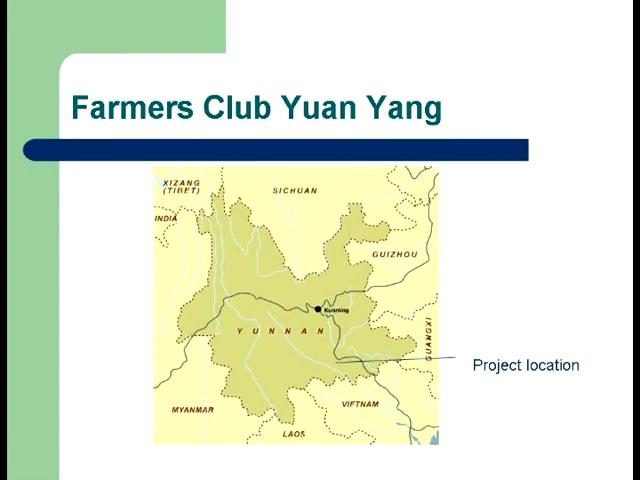 Farmers Club Yuan Yang
XIZANG
(TIBET)
SICHUAN
INDIA
GUIZHOU
Kunming
YUNNAN
GUANGXI
Project location
MYANMAR
VIETNAM
LAOS